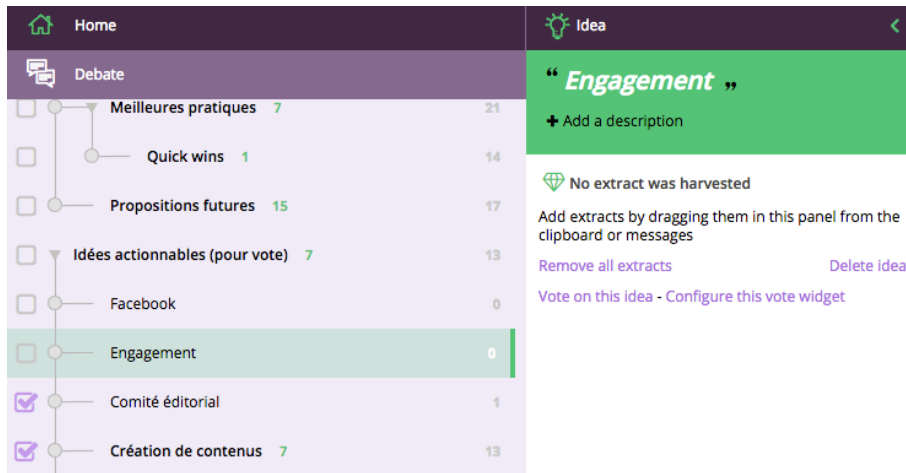 Home
Debate
Meilleures pratiques 7 21
Quick wins 1 14
Propositions futures 15 17
Idées actionnables (pour vote) 7 13
Facebook 0
Engagement 0
Comité éditorial 1
Création de contenus 7 13
Idea
“ Engagement „
+ Add a description
No extract was harvested
Add extracts by dragging them in this panel from the
clipboard or messages
Remove all extracts Delete idea
Vote on this idea - Configure this vote widget